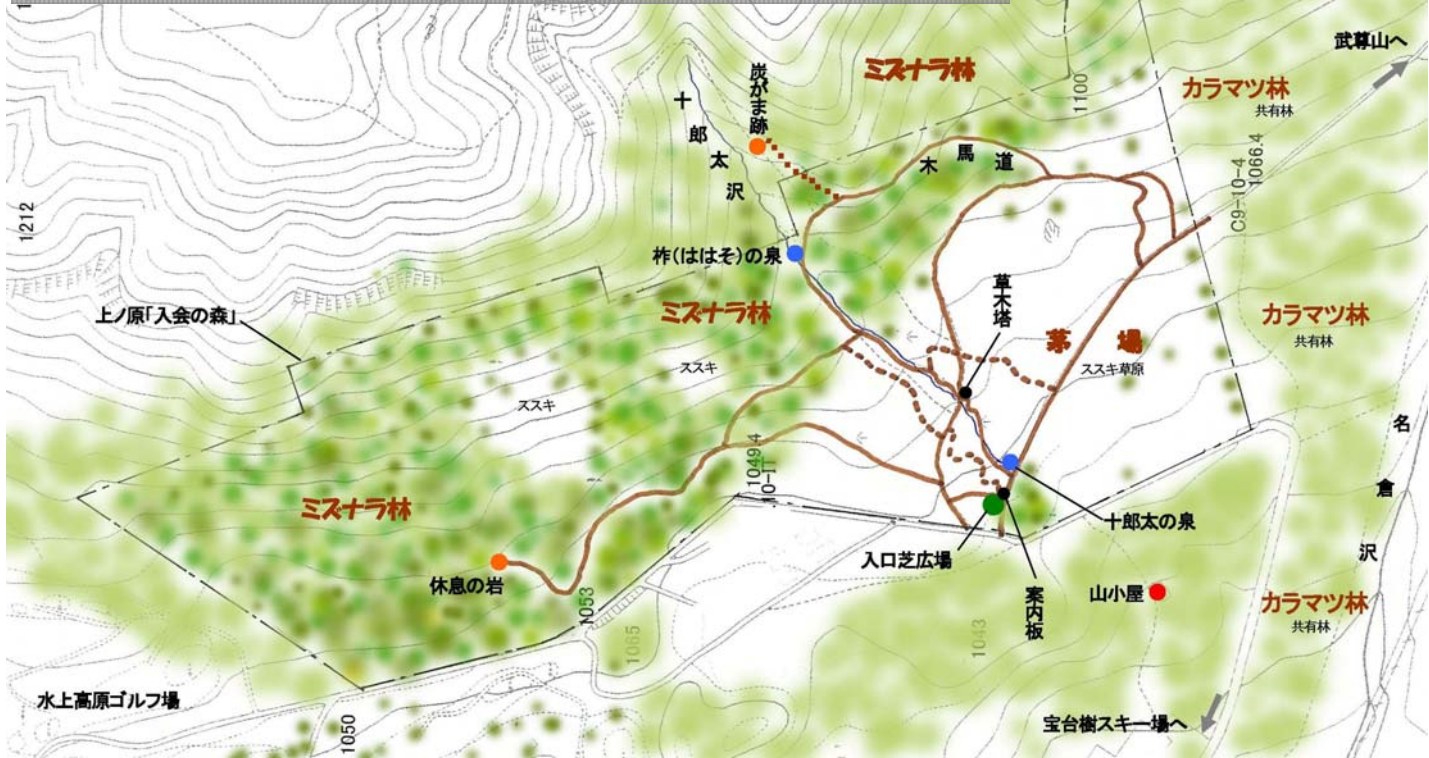 武尊山へ
ミズナラ林
カラマツ林
共有林
炭がま跡
十郎太沢
木馬道
1100
C9-10-4
1066.4
1212
柞(ははそ)の泉
草木塔
上ノ原「入会の森」
ミズナラ林
茅場
ススキ草原
カラマツ林
共有林
ススキ
ススキ
名倉沢
1049.4
10-11
ミズナラ林
十郎太の泉
入口芝広場
案内板
休息の岩
山小屋
カラマツ林
共有林
1053
1065
1043
水上高原ゴルフ場
1050
宝台樹スキー場へ